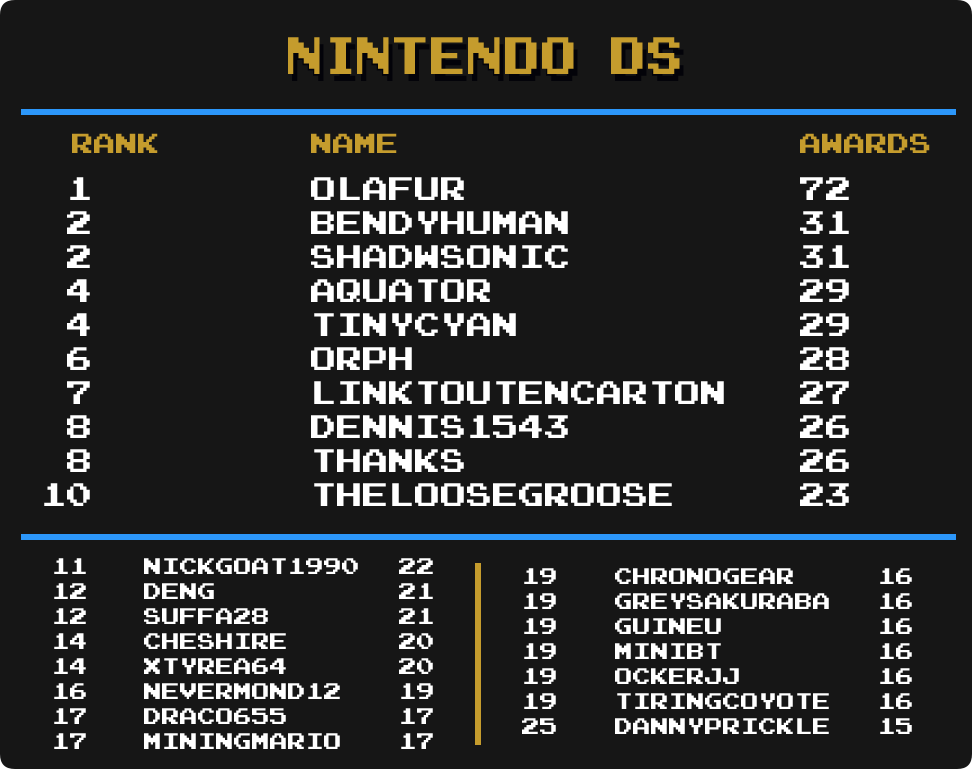 NINTENDO DS
RANK NAME AWARDS
1 OLAFUR 72
2 BENDYHUMAN 31
2 SHADWSONIC 31
4 AQUATOR 29
4 TINYCYAN 29
6 ORPH 28
7 LINKTOUTENCARTON 27
8 DENNIS1543 26
8 THANKS 26
10 THELOOSEGROOSE 23
11 NICKGOAT1990 22
12 DENG 21
12 SUFFA28 21
14 CHESHIRE 20
14 XTYREA64 20
16 NEVERMOND12 19
17 DRACO655 17
17 MININGMARIO 17
19 CHRONOGEAR 16
19 GREYSAKURABA 16
19 GUINEU 16
19 MINIBT 16
19 OCKERJJ 16
19 TIRINGCOYOTE 16
25 DANNYPRICKLE 15